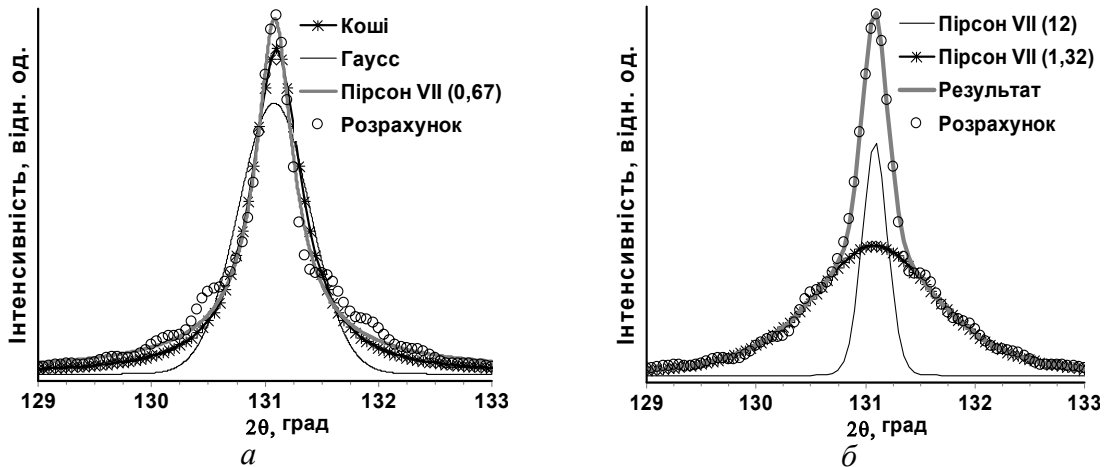 Інтенсивність, відн. од.
Коші
Гаусс
Пірсон VII (0,67)
Розрахунок
129 130 131 132 133
2θ, град
а
Інтенсивність, відн. од.
Пірсон VII (12)
Пірсон VII (1,32)
Результат
Розрахунок
129 130 131 132 133
2θ, град
б